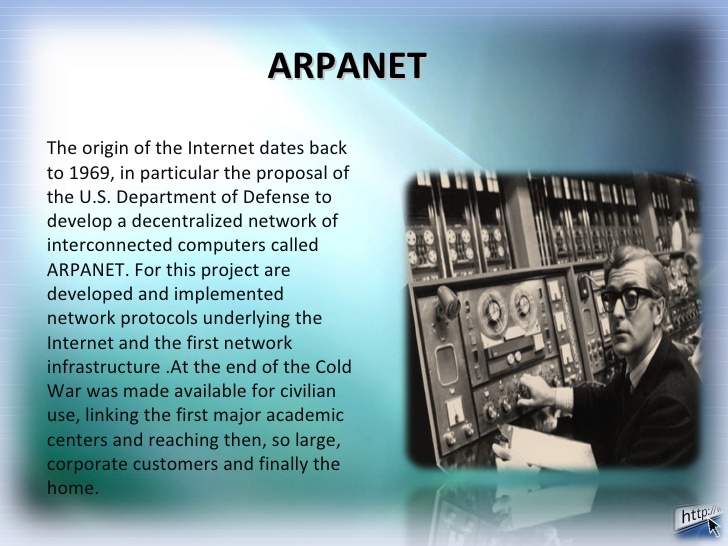 ARPANET
The origin of the Internet dates back
to 1969, in particular the proposal of
the U.S. Department of Defense to
develop a decentralized network of
interconnected computers called
ARPANET. For this project are
developed and implemented
network protocols underlying the
Internet and the first network
infrastructure .At the end of the Cold
War was made available for civilian
use, linking the first major academic
centers and reaching then, so large,
corporate customers and finally the
home.
http://